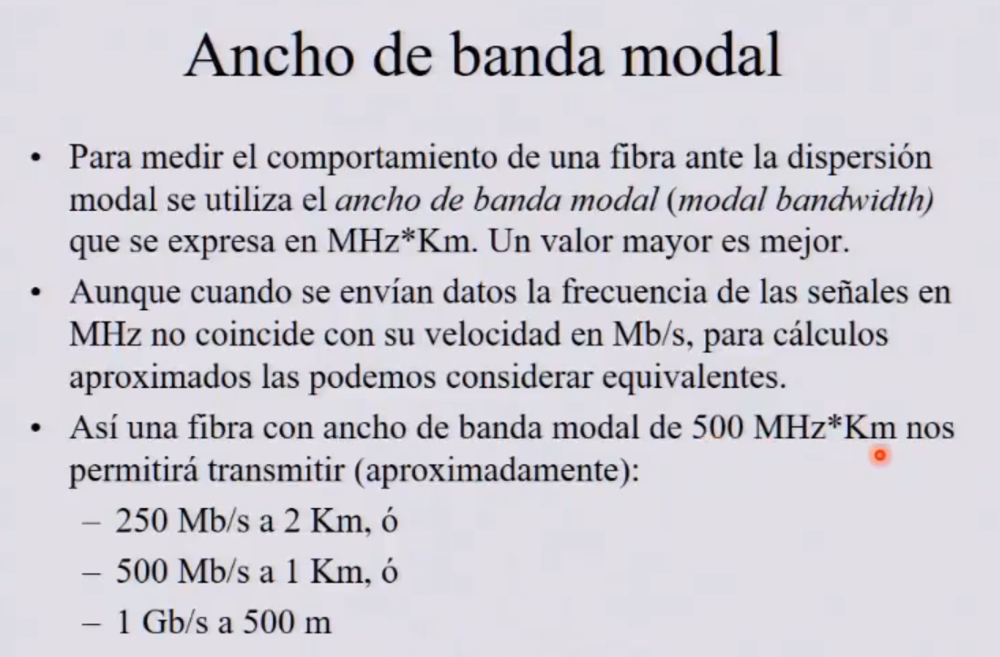 Ancho de banda modal
• Para medir el comportamiento de una fibra ante la dispersión
modal se utiliza el ancho de banda modal (modal bandwidth)
que se expresa en MHz*Km. Un valor mayor es mejor.
• Aunque cuando se envían datos la frecuencia de las señales en
MHz no coincide con su velocidad en Mb/s, para cálculos
aproximados las podemos considerar equivalentes.
• Así una fibra con ancho de banda modal de 500 MHz*Km nos
permitirá transmitir (aproximadamente):
– 250 Mb/s a 2 Km, ó
– 500 Mb/s a 1 Km, ó
– 1 Gb/s a 500 m